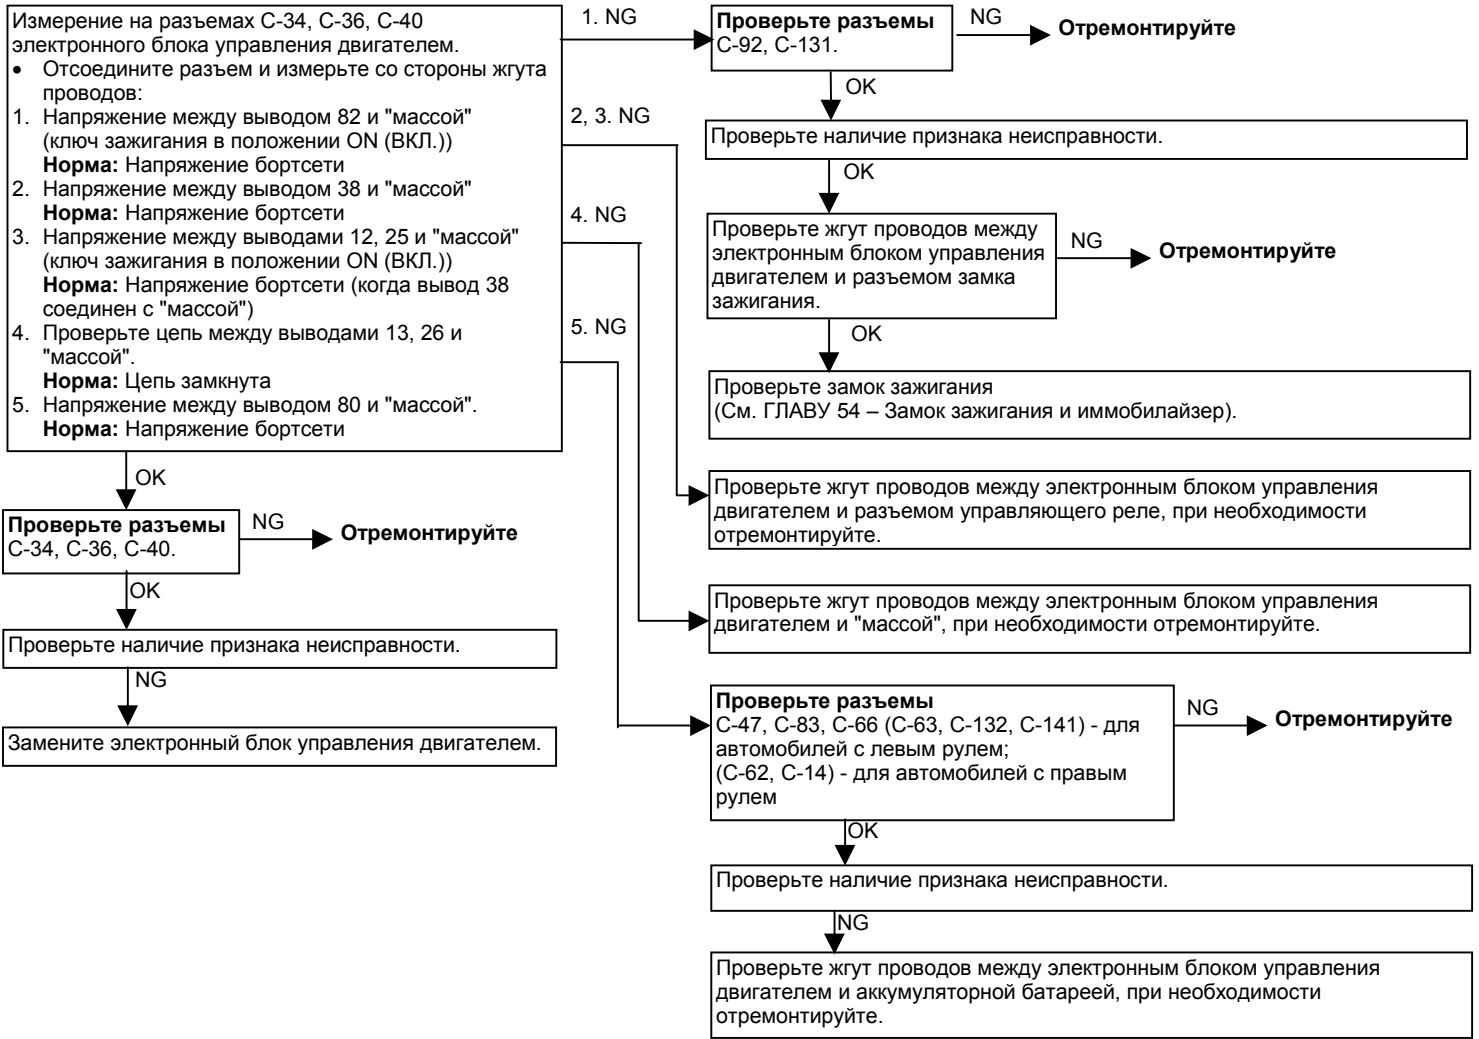 Измерение на разъемах C-34, C-36, C-40
электронного блока управления двигателем.
• Отсоедините разъем и измерьте со стороны жгута
проводов:
1. Напряжение между выводом 82 и "массой"
(ключ зажигания в положении ON (ВКЛ.))
Норма: Напряжение бортсети
2. Напряжение между выводом 38 и "массой"
Норма: Напряжение бортсети
3. Напряжение между выводами 12, 25 и "массой"
(ключ зажигания в положении ON (ВКЛ.))
Норма: Напряжение бортсети (когда вывод 38
соединен с "массой")
4. Проверьте цепь между выводами 13, 26 и
"массой".
Норма: Цепь замкнута
5. Напряжение между выводом 80 и "массой".
Норма: Напряжение бортсети
OK
Проверьте разъемы
C-34, C-36, C-40.
NG
Отремонтируйте
OK
Проверьте наличие признака неисправности.
NG
Замените электронный блок управления двигателем.
1. NG
Проверьте разъемы
C-92, C-131.
NG
Отремонтируйте
OK
Проверьте наличие признака неисправности.
OK
Проверьте жгут проводов между
электронным блоком управления
двигателем и разъемом замка
зажигания.
NG
Отремонтируйте
OK
Проверьте замок зажигания
(См. ГЛАВУ 54 – Замок зажигания и иммобилайзер).
2, 3. NG
Проверьте жгут проводов между электронным блоком управления
двигателем и разъемом управляющего реле, при необходимости
отремонтируйте.
4. NG
Проверьте жгут проводов между электронным блоком управления
двигателем и "массой", при необходимости отремонтируйте.
5. NG
Проверьте разъемы
C-47, C-83, C-66 (C-63, C-132, C-141) - для
автомобилей с левым рулем;
(C-62, C-14) - для автомобилей с правым
рулем
NG
Отремонтируйте
OK
Проверьте наличие признака неисправности.
NG
Проверьте жгут проводов между электронным блоком управления
двигателем и аккумуляторной батареей, при необходимости
отремонтируйте.